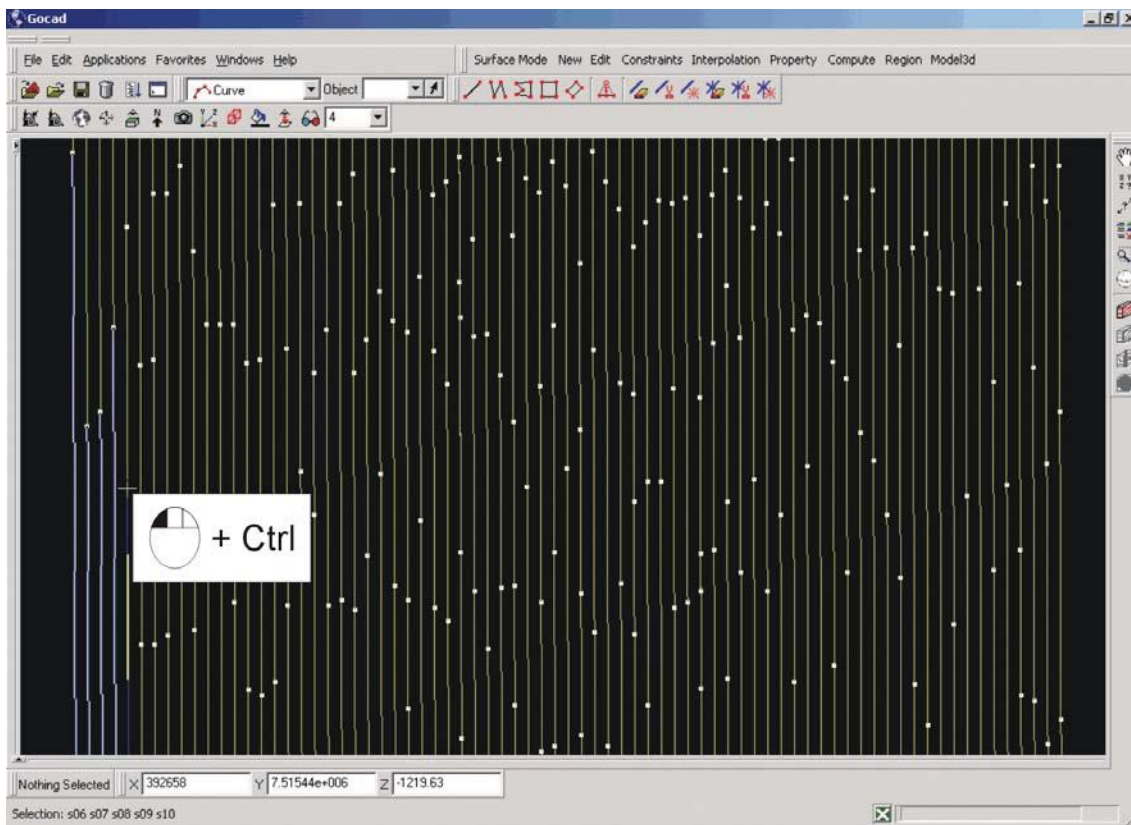 Gocad
File Edit Applications Favorites Windows Help
Surface Mode New Edit Constraints Interpolation Property Compute Region Model3d
Curve Object
4
+ Ctrl
Nothing Selected X 392658 Y 7.51544e+006 Z -1219.63
Selection: s06 s07 s08 s09 s10